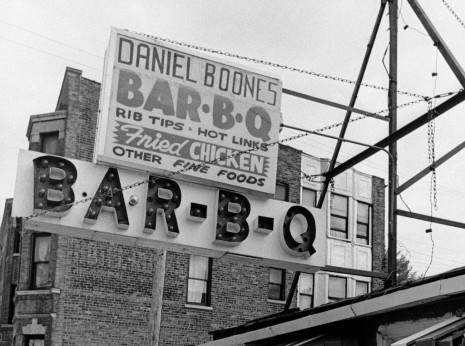 DANIEL BOONES
BAR·B·Q
RIB TIPS · HOT LINKS
Fried CHICKEN
OTHER FINE FOODS
BAR-B-Q